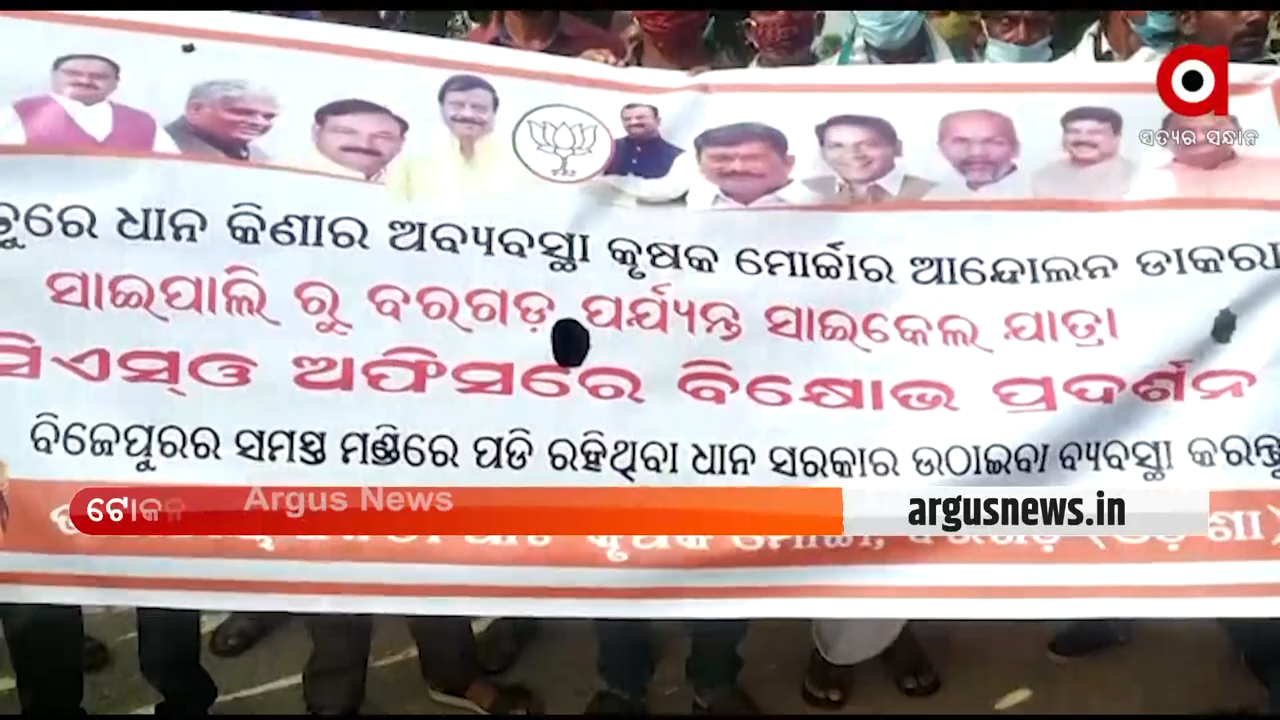 ସତ୍ୟର ସନ୍ଧାନ
ଧାନ କିଣାର ଅବ୍ୟବସ୍ଥା କୃଷକ ମୋର୍ଚ୍ଚାର ଆନ୍ଦୋଳନ ଡାକରା
ସାଇପାଲି ରୁ ବରଗଡ଼ ପର୍ଯ୍ୟନ୍ତ ସାଇକେଲ ଯାତ୍ରା
ସିଏସ୍‌ଓ ଅଫିସରେ ବିକ୍ଷୋଭ ପ୍ରଦର୍ଶନ
ବିଜେପୁରର ସମସ୍ତ ମଣ୍ଡିରେ ପଡି ରହିଥିବା ଧାନ ସରକାର ଉଠାଇବା ବ୍ୟବସ୍ଥା କରନ୍ତୁ
Argus News
ଟୋକନ
argusnews.in
କୃଷକ ମୋର୍ଚ୍ଚା,